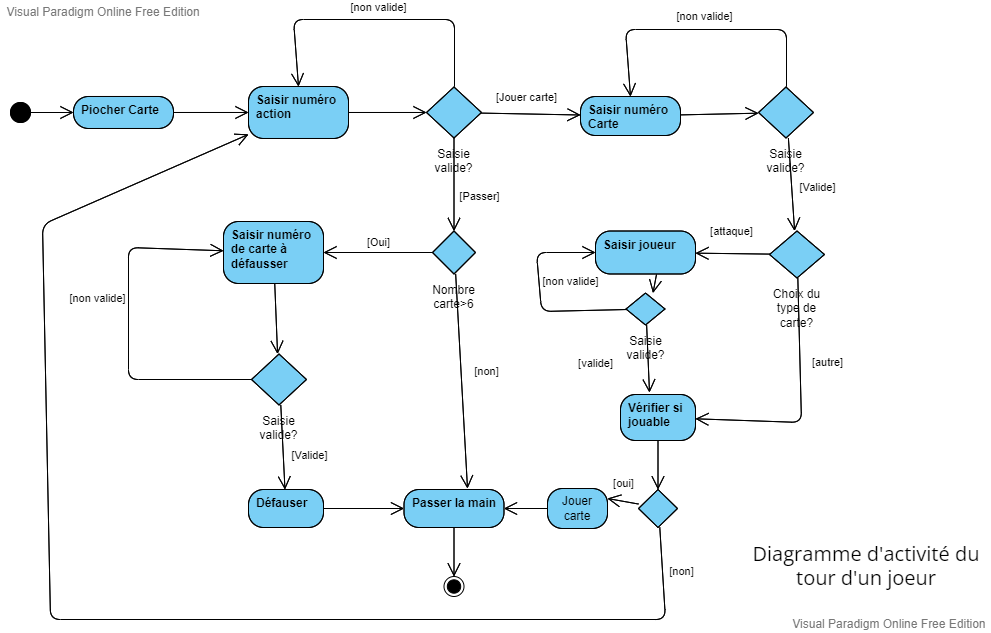 Visual Paradigm Online Free Edition
[non valide]
[non valide]
Piocher Carte
Saisir numéro
action
[Jouer carte]
Saisir numéro
Carte
Saisie
valide?
Saisie
valide?
[Passer]
[Valide]
Saisir numéro
de carte à
défausser
[Oui]
Saisir joueur
[attaque]
[non valide]
Nombre
carte>6
[non valide]
Choix du
type de
carte?
Saisie
valide?
[valide]
[autre]
[non]
Vérifier si
jouable
Saisie
valide?
[Valide]
Défauser
Passer la main
Jouer
carte
[oui]
[non]
Diagramme d'activité du
tour d'un joeur
Visual Paradigm Online Free Edition